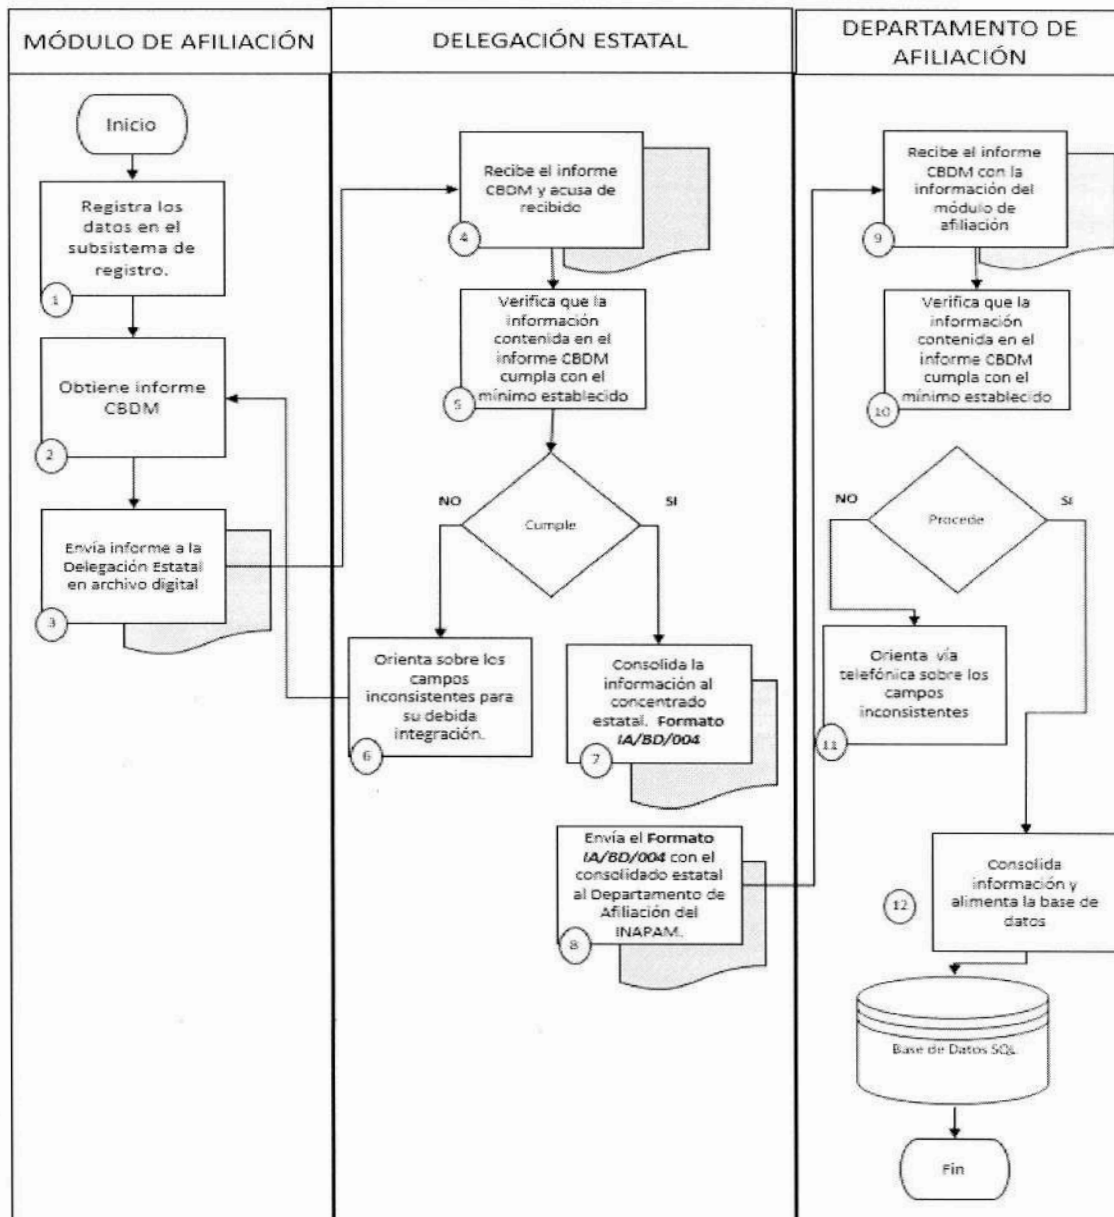 MÓDULO DE AFILIACIÓN
DELEGACIÓN ESTATAL
DEPARTAMENTO DE
AFILIACIÓN
Inicio
Registra los
datos en el
subsistema de
registro.
1
Obtiene informe
CBDM
2
Envía informe a la
Delegación Estatal
en archivo digital
3
Recibe el informe
CBDM y acusa de
recibido
4
Verifica que la
información
contenida en el
informe CBDM
cumpla con el
mínimo establecido
5
NO
SI
Cumple
Orienta sobre los
campos
inconsistentes para
su debida
integración.
6
Consolida la
información al
concentrado
estatal. Formato
IA/BD/004
7
Envía el Formato
IA/BD/004 con el
consolidado estatal
al Departamento de
Afiliación del
INAPAM.
8
Recibe el informe
CBDM con la
información del
módulo de
afiliación
9
Verifica que la
información
contenida en el
informe CBDM
cumpla con el
mínimo establecido
10
NO
SI
Procede
Orienta vía
telefónica sobre los
campos
inconsistentes
11
Consolida
información y
alimenta la base de
datos
12
Base de Datos SQL
Fin